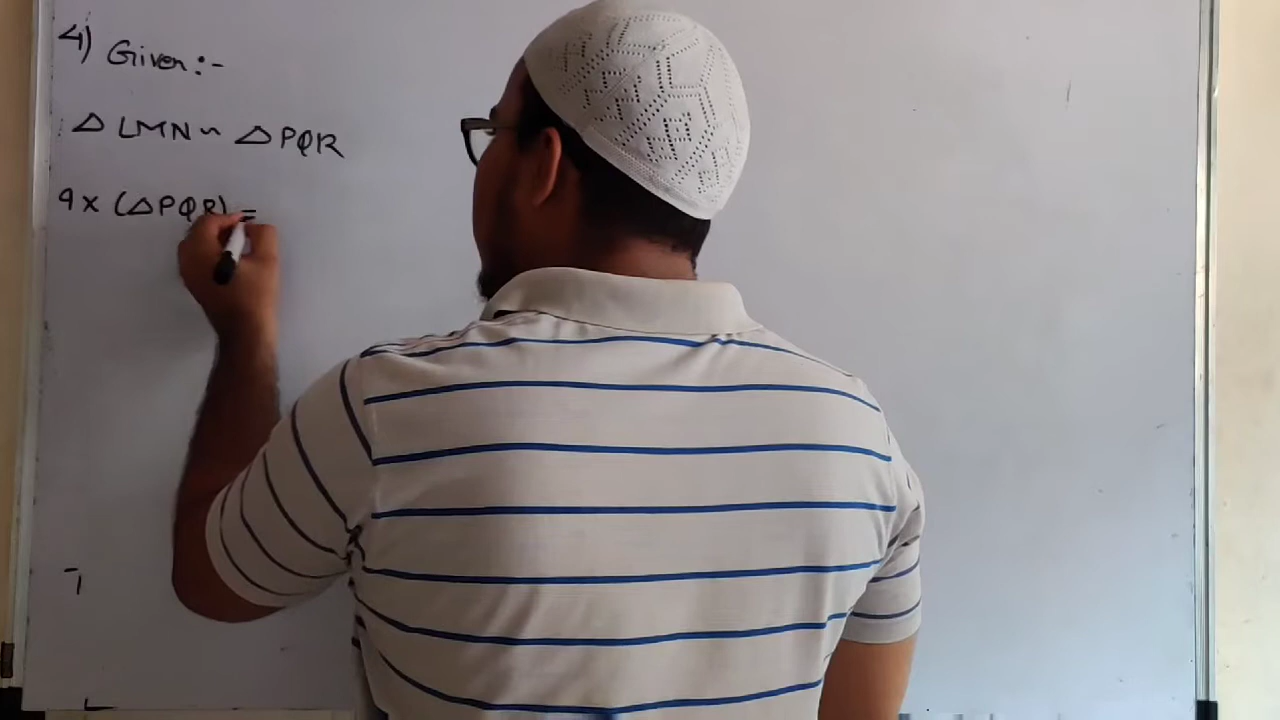 4) Given :-
△ LMN ~ △ PQR
9 x (△PQR) =